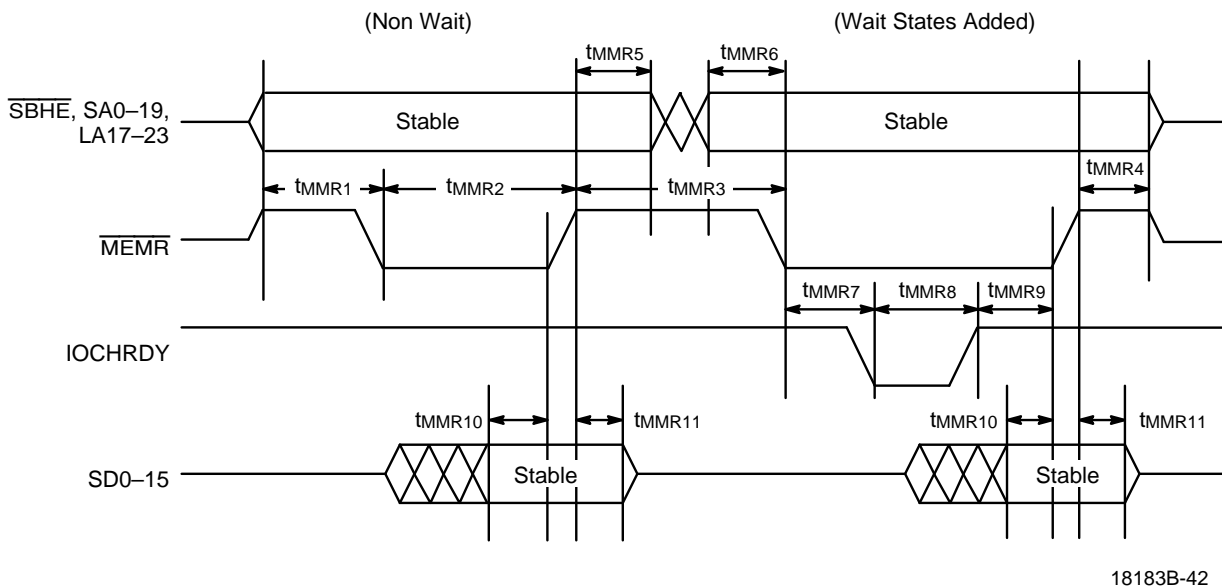 (Non Wait) (Wait States Added)
tMMR5 tMMR6
SBHE, SA0–19,
LA17–23
Stable Stable
tMMR1 tMMR2 tMMR3 tMMR4
MEMR
tMMR7 tMMR8 tMMR9
IOCHRDY
tMMR10 tMMR11 tMMR10 tMMR11
SD0–15
Stable Stable
18183B-42